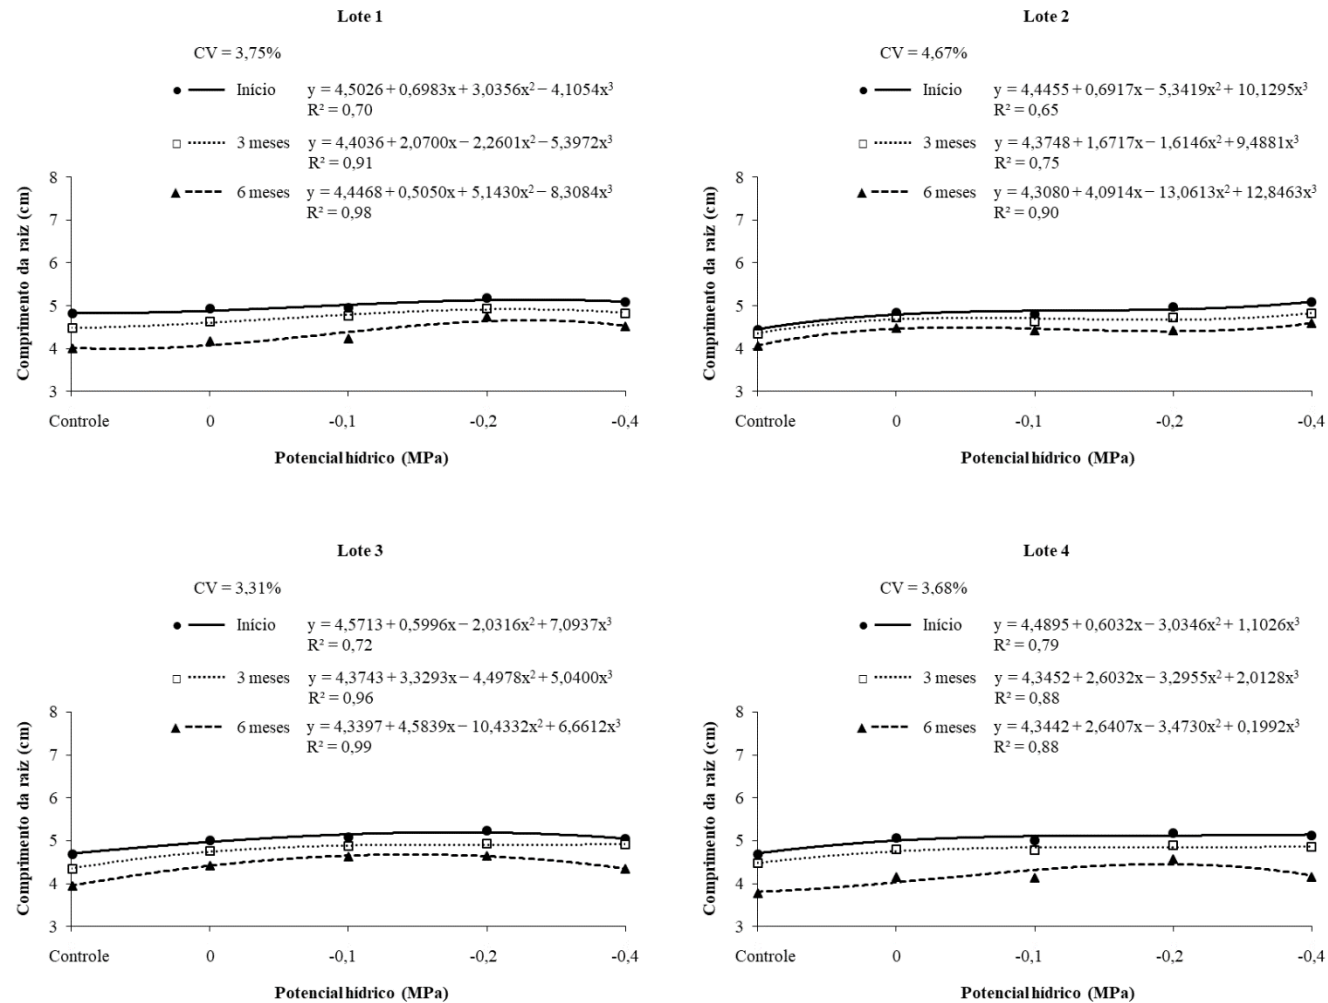 Lote 1
CV = 3,75%
Início y = 4,5026 + 0,6983x + 3,0356x² − 4,1054x³
R² = 0,70
3 meses y = 4,4036 + 2,0700x − 2,2601x² − 5,3972x³
R² = 0,91
6 meses y = 4,4468 + 0,5050x + 5,1430x² − 8,3084x³
R² = 0,98
Comprimento da raiz (cm)
8
7
6
5
4
3
Controle 0 -0,1 -0,2 -0,4
Potencial hídrico (MPa)
Lote 2
CV = 4,67%
Início y = 4,4455 + 0,6917x − 5,3419x² + 10,1295x³
R² = 0,65
3 meses y = 4,3748 + 1,6717x − 1,6146x² + 9,4881x³
R² = 0,75
6 meses y = 4,3080 + 4,0914x − 13,0613x² + 12,8463x³
R² = 0,90
Comprimento da raiz (cm)
8
7
6
5
4
3
Controle 0 -0,1 -0,2 -0,4
Potencial hídrico (MPa)
Lote 3
CV = 3,31%
Início y = 4,5713 + 0,5996x − 2,0316x² + 7,0937x³
R² = 0,72
3 meses y = 4,3743 + 3,3293x − 4,4978x² + 5,0400x³
R² = 0,96
6 meses y = 4,3397 + 4,5839x − 10,4332x² + 6,6612x³
R² = 0,99
Comprimento da raiz (cm)
8
7
6
5
4
3
Controle 0 -0,1 -0,2 -0,4
Potencial hídrico (MPa)
Lote 4
CV = 3,68%
Início y = 4,4895 + 0,6032x − 3,0346x² + 1,1026x³
R² = 0,79
3 meses y = 4,3452 + 2,6032x − 3,2955x² + 2,0128x³
R² = 0,88
6 meses y = 4,3442 + 2,6407x − 3,4730x² + 0,1992x³
R² = 0,88
Comprimento da raiz (cm)
8
7
6
5
4
3
Controle 0 -0,1 -0,2 -0,4
Potencial hídrico (MPa)